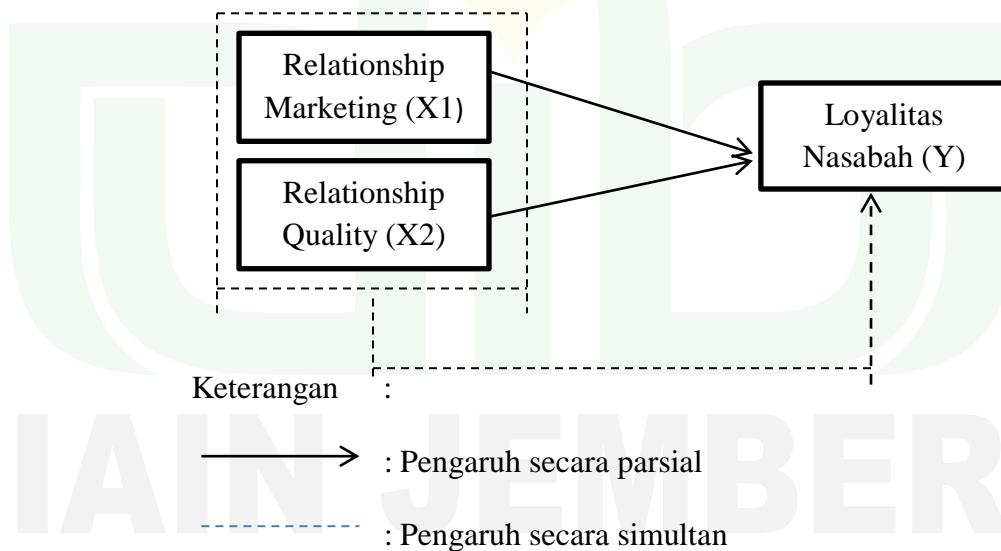 Relationship
Marketing (X1)
Relationship
Quality (X2)
Loyalitas
Nasabah (Y)
Keterangan :
: Pengaruh secara parsial
: Pengaruh secara simultan
IAIN JEMBER